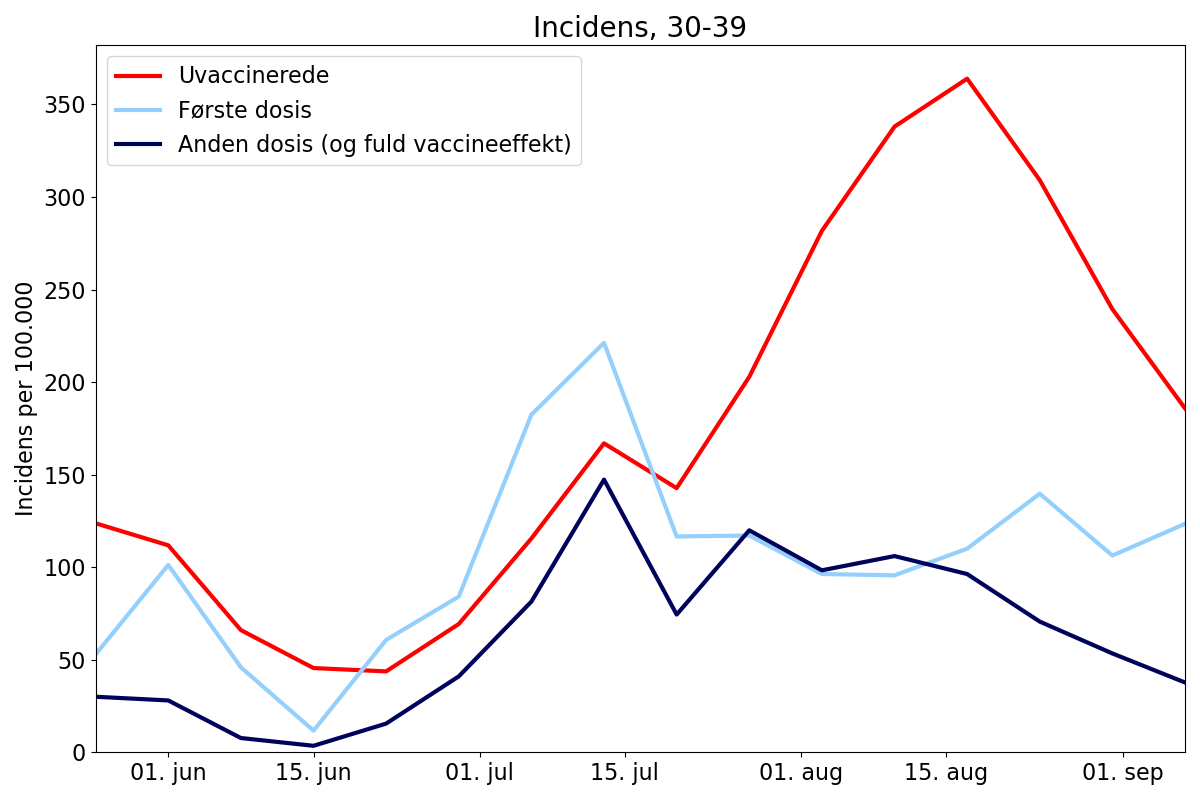 Incidens, 30-39
Uvaccinerede
Første dosis
Anden dosis (og fuld vaccineeffekt)
Incidens per 100.000
350
300
250
200
150
100
50
0
01. jun
15. jun
01. jul
15. jul
01. aug
15. aug
01. sep